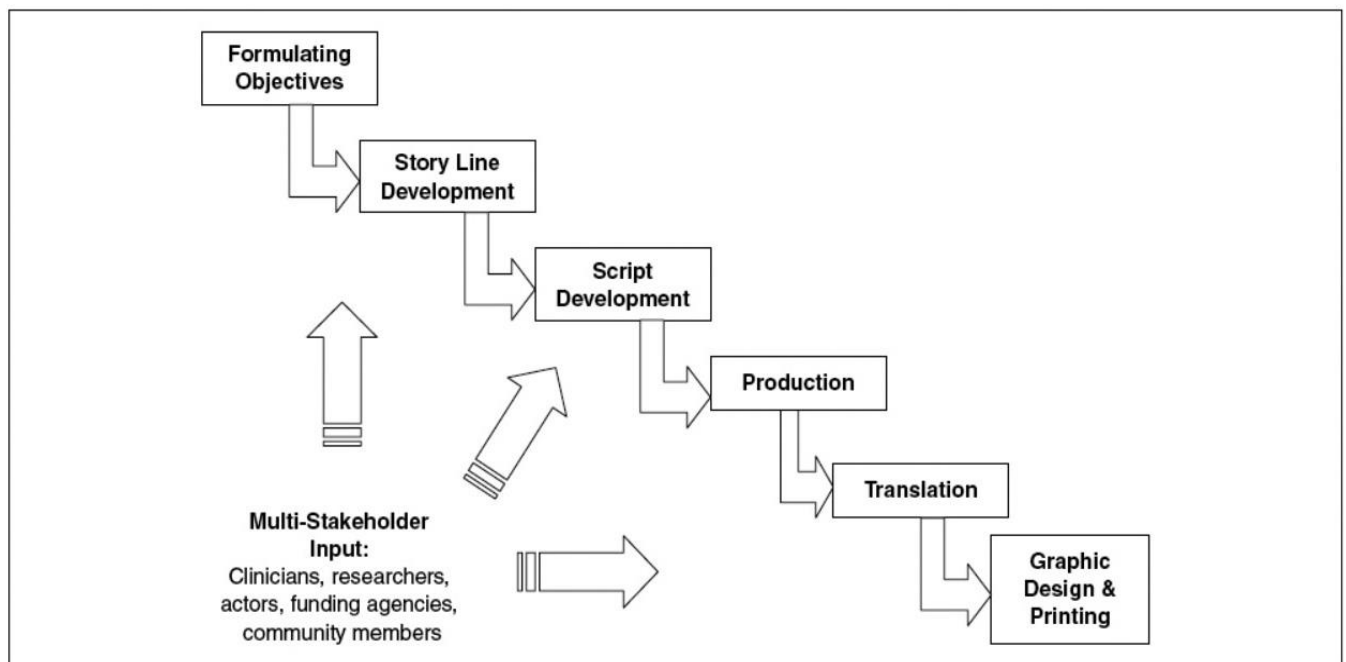 Formulating
Objectives
Story Line
Development
Script
Development
Production
Translation
Graphic
Design &
Printing
Multi-Stakeholder
Input:
Clinicians, researchers,
actors, funding agencies,
community members